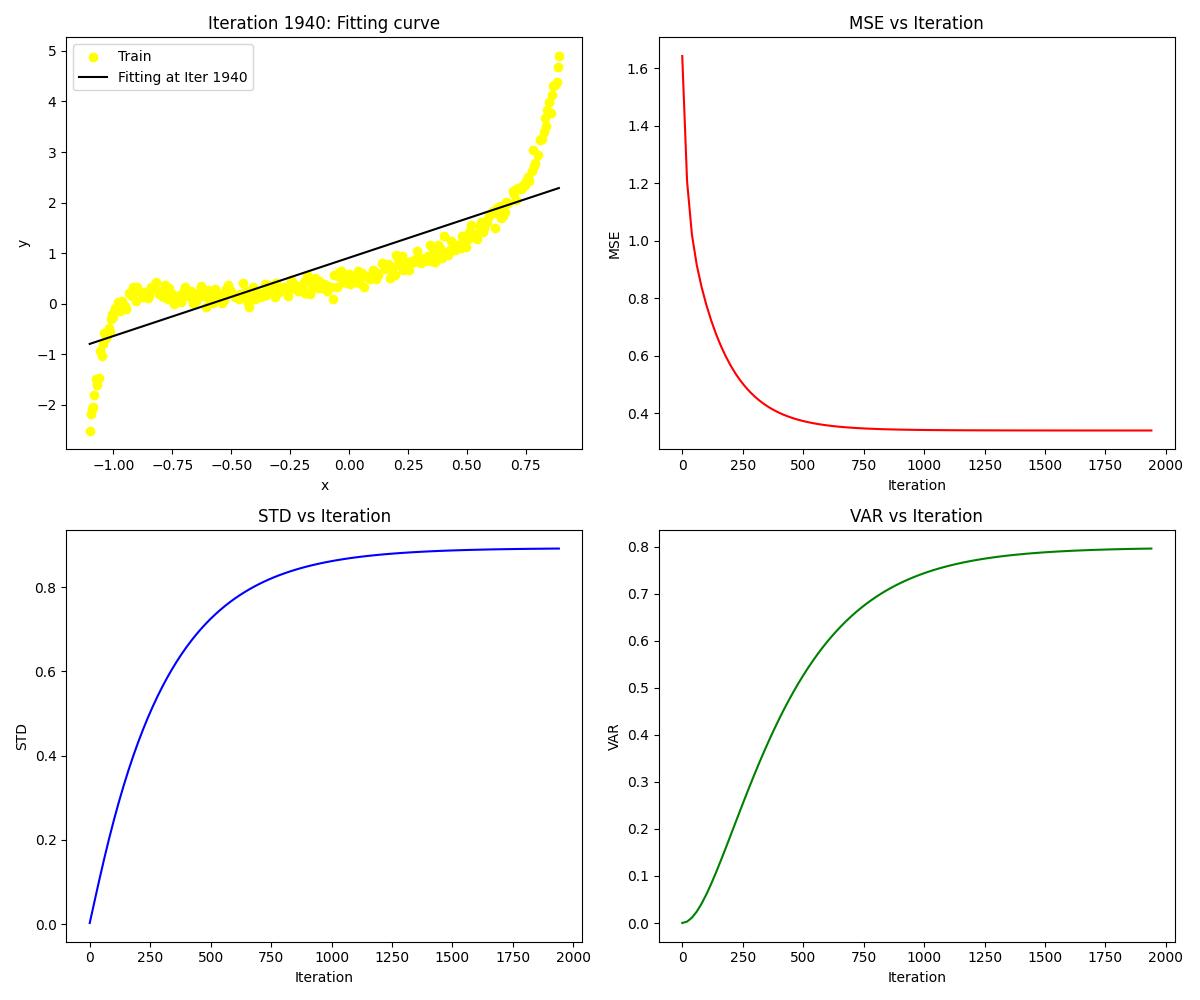 Iteration 1940: Fitting curve
Train
Fitting at Iter 1940
y
5
4
3
2
1
0
−1
−2
−1.00 −0.75 −0.50 −0.25 0.00 0.25 0.50 0.75
x
MSE vs Iteration
MSE
1.6
1.4
1.2
1.0
0.8
0.6
0.4
0 250 500 750 1000 1250 1500 1750 2000
Iteration
STD vs Iteration
STD
0.8
0.6
0.4
0.2
0.0
0 250 500 750 1000 1250 1500 1750 2000
Iteration
VAR vs Iteration
VAR
0.8
0.7
0.6
0.5
0.4
0.3
0.2
0.1
0.0
0 250 500 750 1000 1250 1500 1750 2000
Iteration